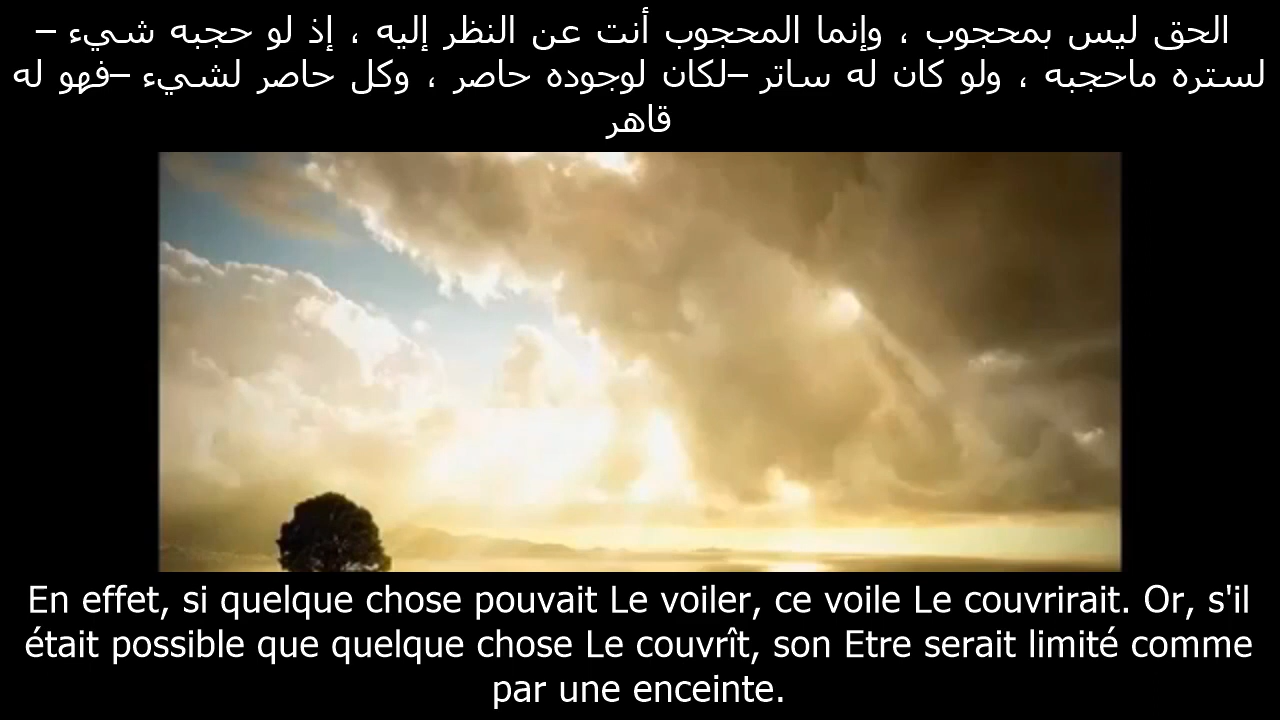 الحق ليس بمحجوب ، وإنما المحجوب أنت عن النظر إليه ، إذ لو حجبه شيء –
لستره ماحجبه ، ولو كان له ساتر –لكان لوجوده حاصر ، وكل حاصر لشيء –فهو له
قاهر
En effet, si quelque chose pouvait Le voiler, ce voile Le couvrirait. Or, s'il
était possible que quelque chose Le couvrît, son Etre serait limité comme
par une enceinte.